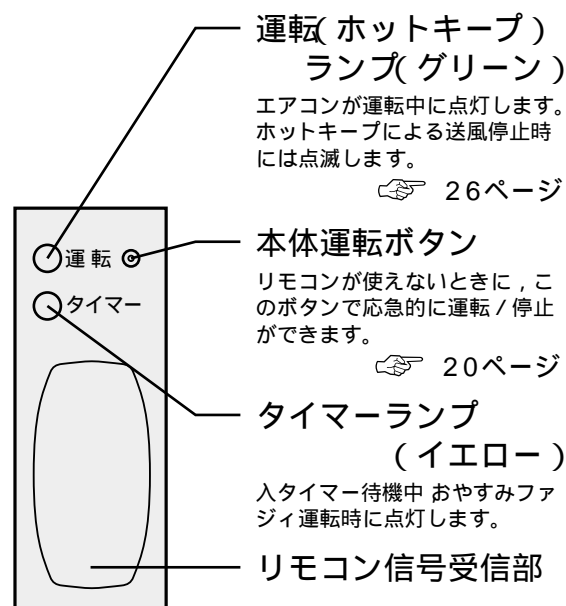 運転(ホットキープ)
ランプ(グリーン)
エアコンが運転中に点灯します。
ホットキープによる送風停止時
には点滅します。
☞ 26ページ
本体運転ボタン
リモコンが使えないときに,こ
のボタンで応急的に運転/停止
ができます。
☞ 20ページ
タイマーランプ
(イエロー)
入タイマー待機中 おやすみファ
ジィ運転時に点灯します。
リモコン信号受信部
運転
タイマー